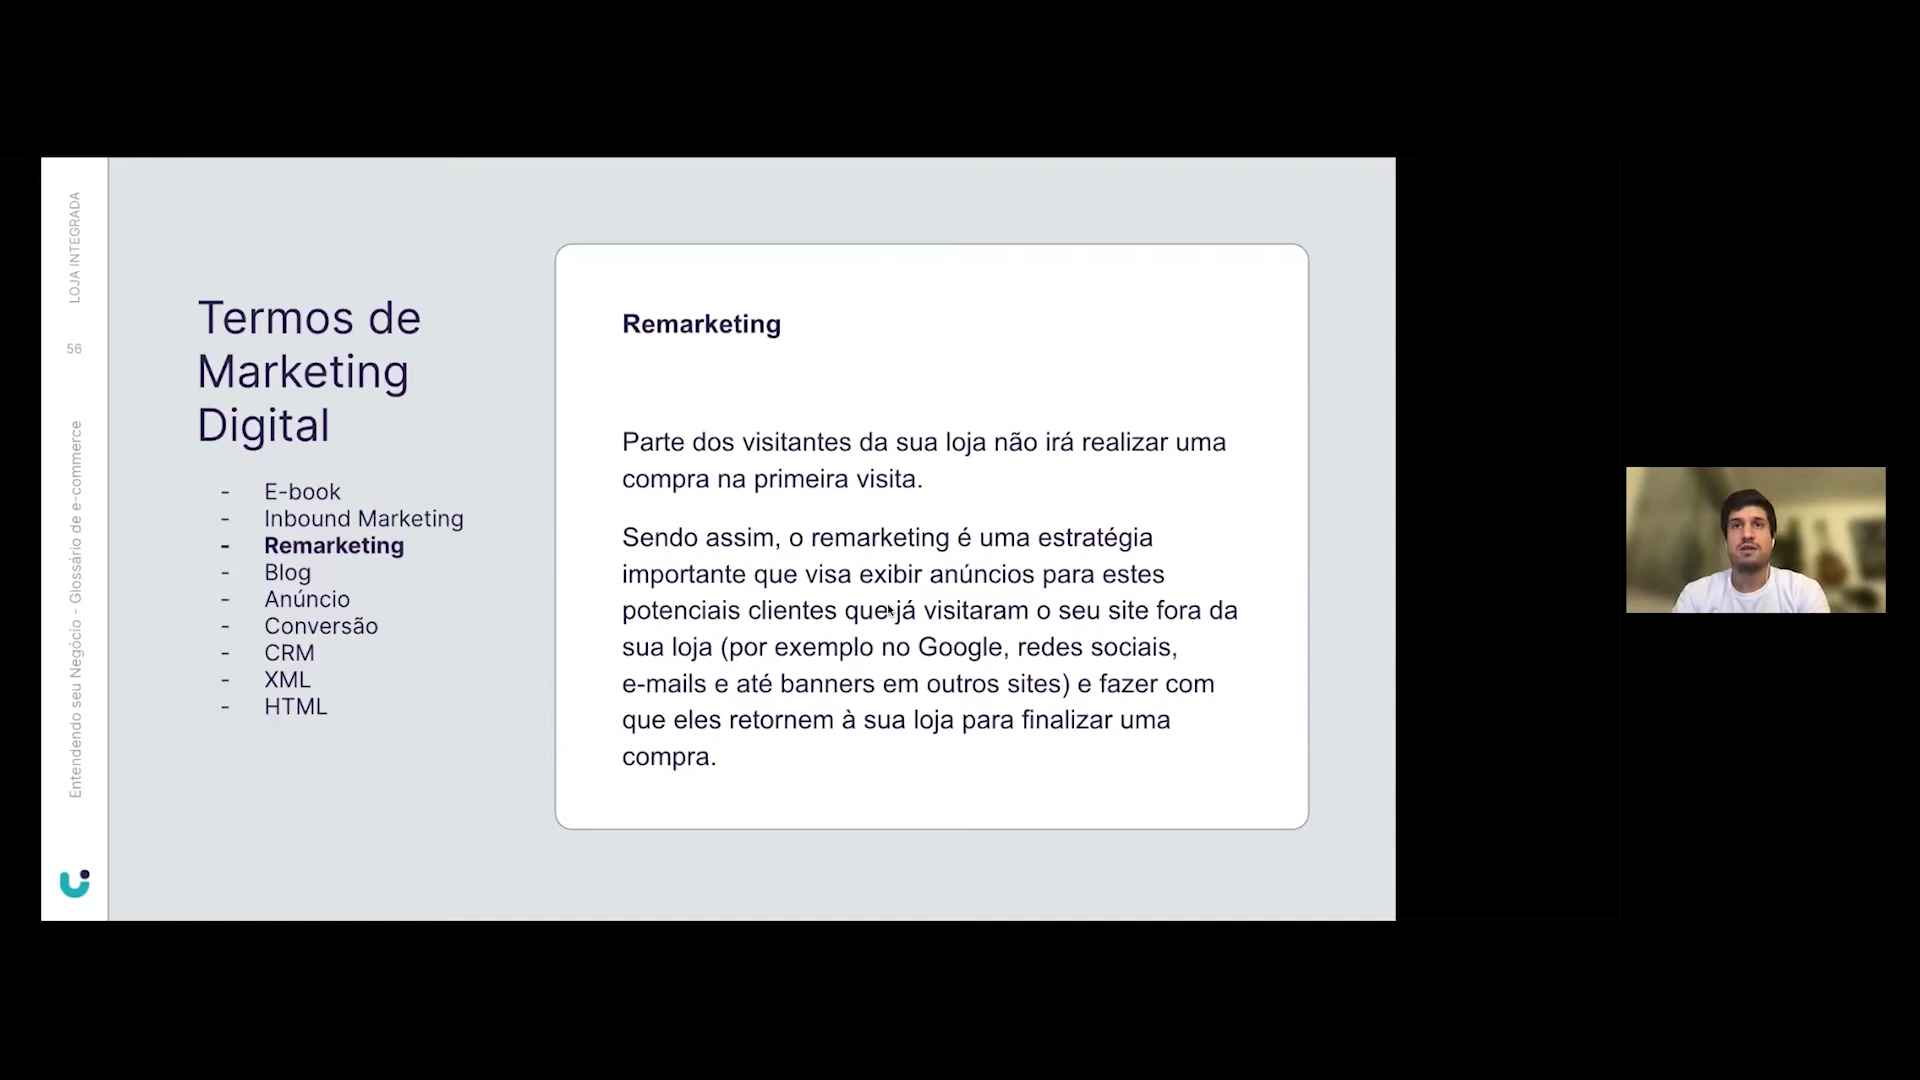 LOJA INTEGRADA
56
Entendendo seu Negócio - Glossário de e-commerce
Termos de
Marketing
Digital
- E-book
- Inbound Marketing
- Remarketing
- Blog
- Anúncio
- Conversão
- CRM
- XML
- HTML
Remarketing
Parte dos visitantes da sua loja não irá realizar uma
compra na primeira visita.
Sendo assim, o remarketing é uma estratégia
importante que visa exibir anúncios para estes
potenciais clientes que já visitaram o seu site fora da
sua loja (por exemplo no Google, redes sociais,
e-mails e até banners em outros sites) e fazer com
que eles retornem à sua loja para finalizar uma
compra.